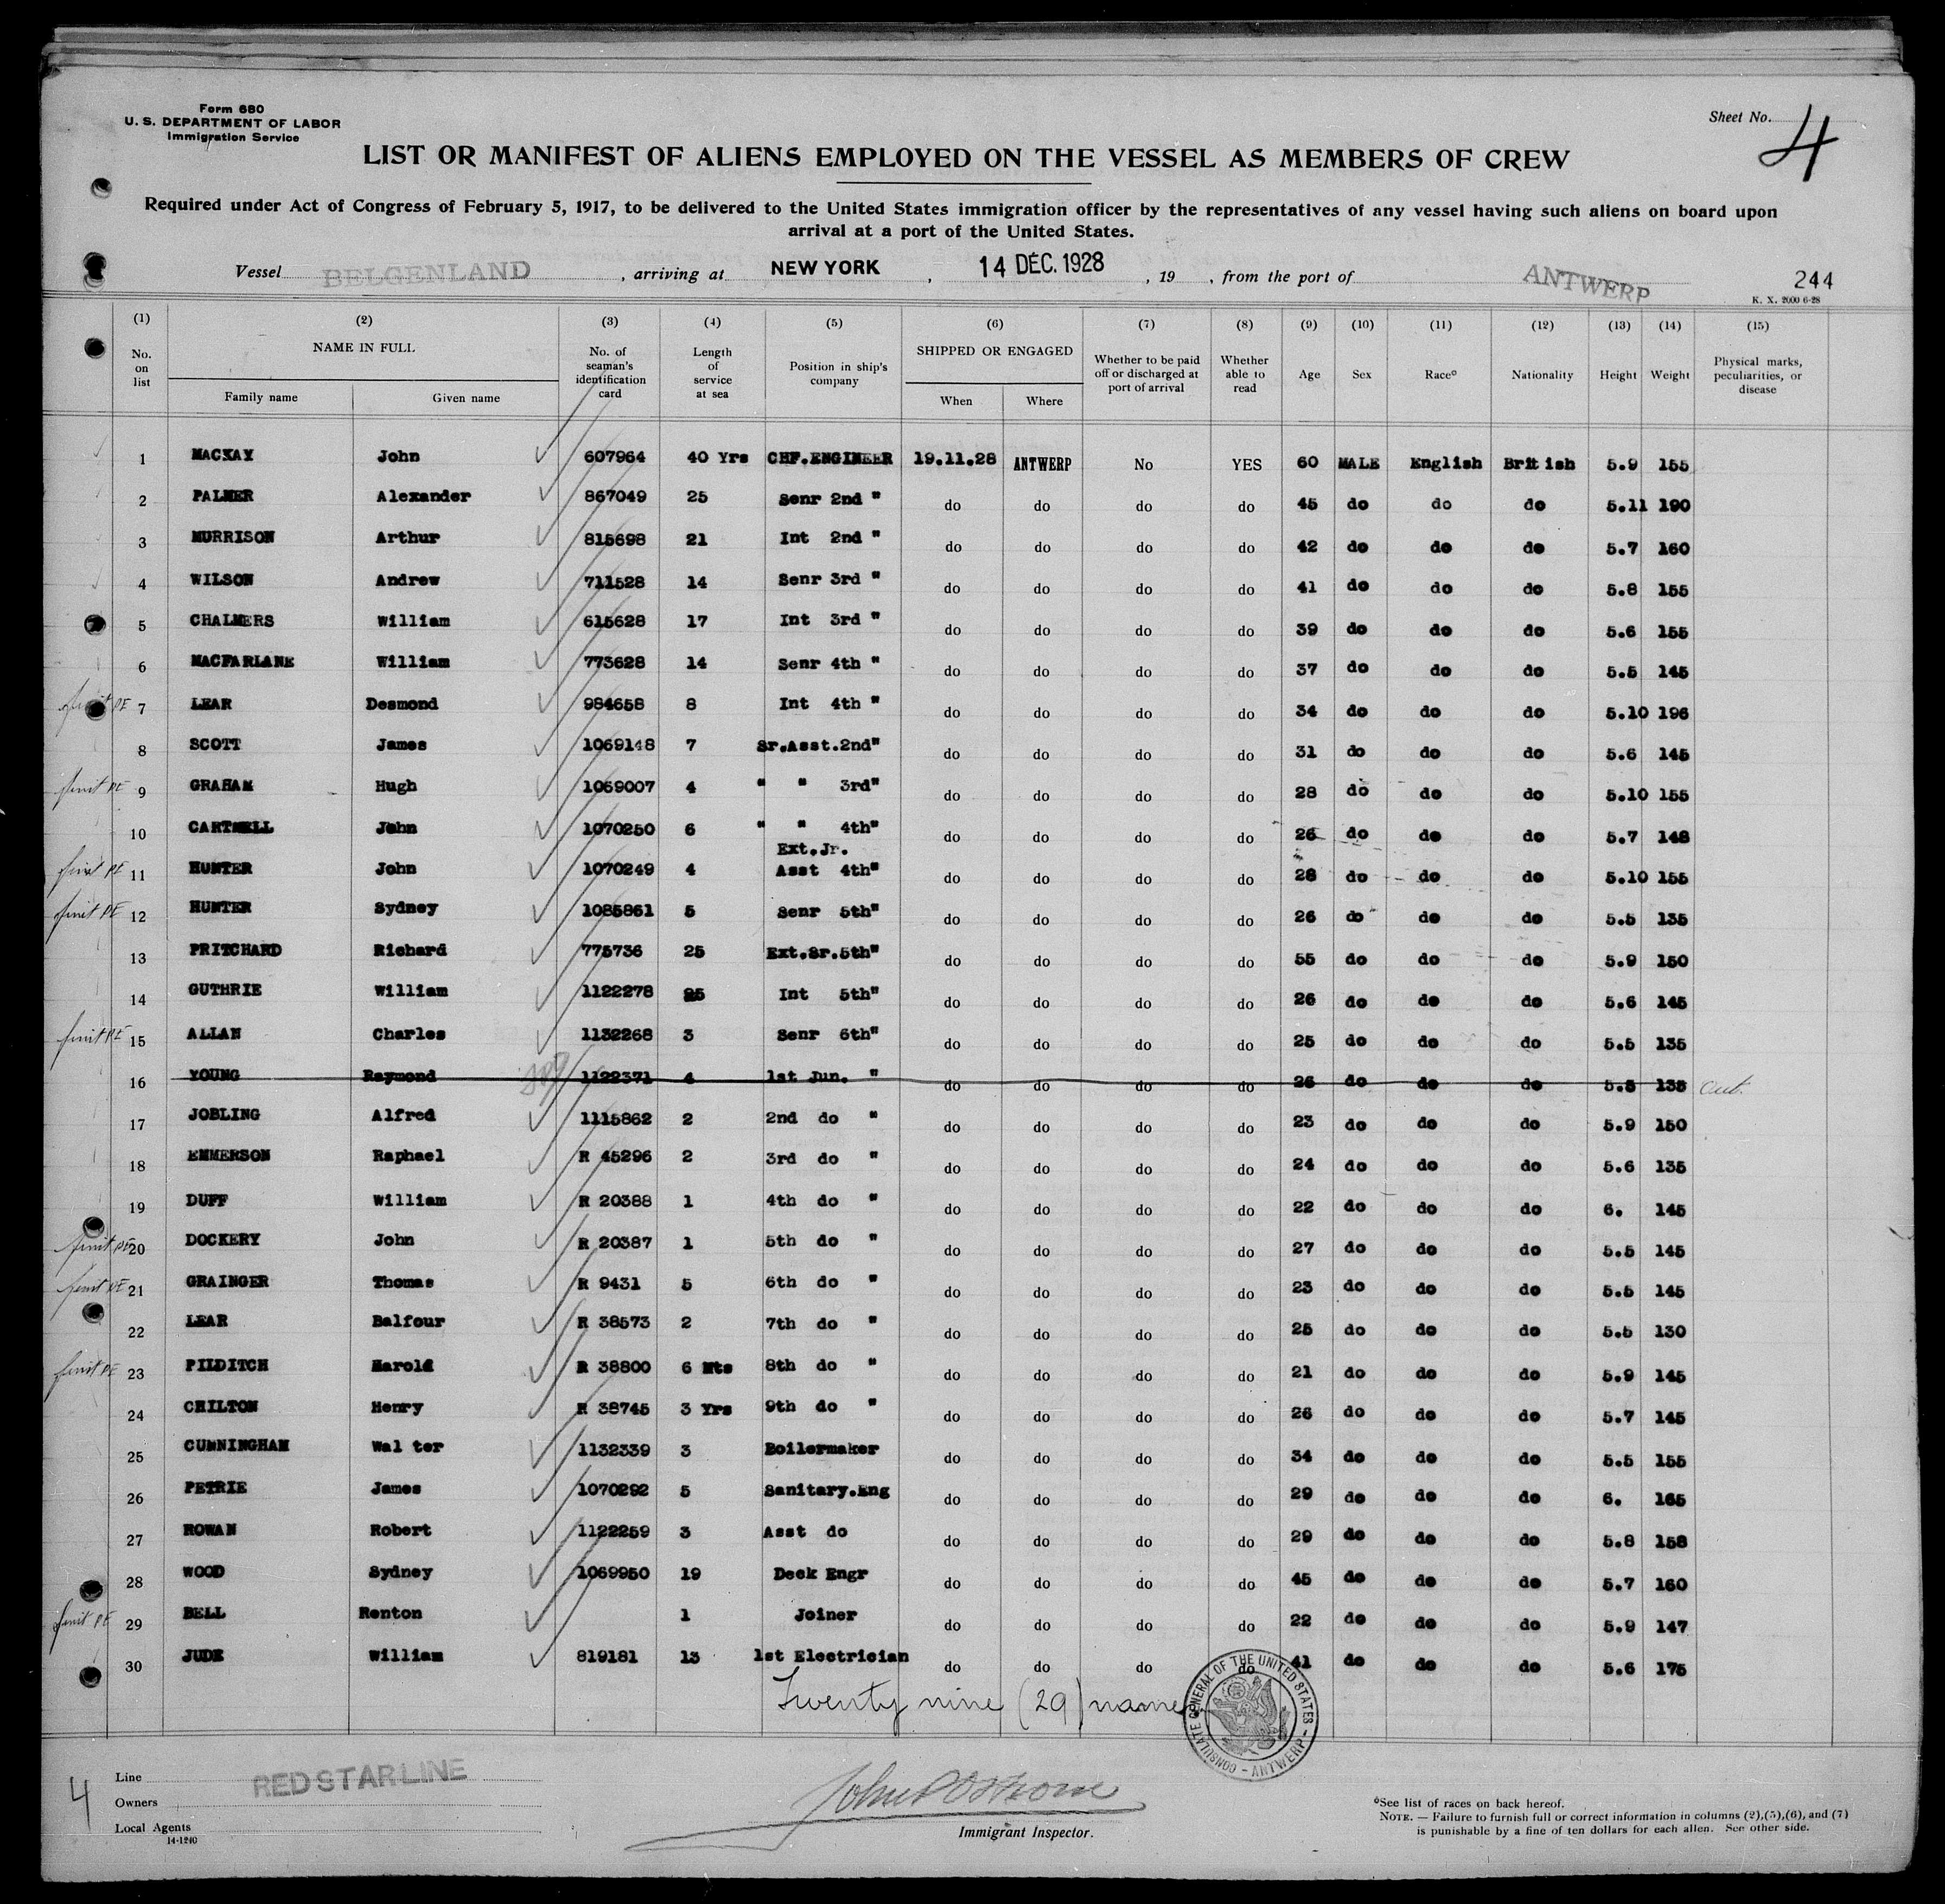 Form 680
U. S. DEPARTMENT OF LABOR
Immigration Service
Sheet No. 4
LIST OR MANIFEST OF ALIENS EMPLOYED ON THE VESSEL AS MEMBERS OF CREW
Required under Act of Congress of February 5, 1917, to be delivered to the United States immigration officer by the representatives of any vessel having such aliens on board upon
arrival at a port of the United States.
Vessel BELGENLAND, arriving at NEW YORK, 14 DEC. 1928, 19 , from the port of ANTWERP 244
K. X. 2000 6-28
(1) (2) (3) (4) (5) (6) (7) (8) (9) (10) (11) (12) (13) (14) (15)
No. on list NAME IN FULL Family name Given name No. of seaman's identification card Length of service at sea Position in ship's company SHIPPED OR ENGAGED When Where Whether to be paid off or discharged at port of arrival Whether able to read Age Sex Race* Nationality Height Weight Physical marks, peculiarities, or disease
1 MACKAY John 607964 40 Yrs CHF.ENGINEER 19.11.28 ANTWERP No YES 60 MALE English Brit ish 5.9 155
2 PALMER Alexander 867049 25 Senr 2nd " do do do do 45 do do do 5.11 190
3 MURRISON Arthur 815698 21 Int 2nd " do do do do 42 do do do 5.7 160
4 WILSON Andrew 711528 14 Senr 3rd " do do do do 41 do do do 5.8 155
5 CHALMERS William 615628 17 Int 3rd " do do do do 39 do do do 5.6 155
6 MACFARLANE William 773628 14 Senr 4th " do do do do 37 do do do 5.5 145
7 LEAR Desmond 984658 8 Int 4th " do do do do 34 do do do 5.10 196
8 SCOTT James 1069148 7 Sr.Asst.2nd" do do do do 31 do do do 5.6 145
9 GRAHAM Hugh 1069007 4 " " 3rd" do do do do 28 do do do 5.10 155
10 CARTMELL John 1070250 6 " " 4th" do do do do 26 do do do 5.7 148
Ext.Jr.
11 HUNTER John 1070249 4 Asst 4th" do do do do 28 do do do 5.10 155
12 HUNTER Sydney 1085861 5 Senr 5th" do do do do 26 do do do 5.5 135
13 PRITCHARD Richard 775736 25 Ext.Sr.5th" do do do do 55 do do do 5.9 150
14 GUTHRIE William 1122278 Int 5th" do do do do 26 do do do 5.6 145
15 ALLAN Charles 1132268 3 Senr 6th" do do do do 25 do do do 5.5 135
16 YOUNG Raymond 1122371 4 1st Jun. " do do do do 26 do do do 5.8 135 out.
17 JOBLING Alfred 1115862 2 2nd do " do do do do 23 do do do 5.9 150
18 EMMERSON Raphael R 45296 2 3rd do " do do do do 24 do do do 5.6 135
19 DUFF William R 20388 1 4th do " do do do do 22 do do do 6. 145
20 DOCKERY John R 20387 1 5th do " do do do do 27 do do do 5.5 145
21 GRAINGER Thomas R 9431 5 6th do " do do do do 23 do do do 5.5 145
22 LEAR Balfour R 38573 2 7th do " do do do do 25 do do do 5.5 130
23 PILDITCH Harold R 38800 6 Mts 8th do " do do do do 21 do do do 5.9 145
24 CHILTON Henry R 38745 3 Yrs 9th do " do do do do 26 do do do 5.7 145
25 CUNNINGHAM Wal ter 1132339 3 Boilermaker do do do do 34 do do do 5.5 155
26 PETRIE James 1070292 5 Sanitary.Eng do do do do 29 do do do 6. 165
27 ROWAN Robert 1122259 3 Asst do do do do do 29 do do do 5.8 158
28 WOOD Sydney 1069950 19 Deck Engr do do do do 45 do do do 5.7 160
29 BELL Renton 1 Joiner do do do do 22 do do do 5.9 147
30 JUDE William 819181 13 1st Electrician do do do do 41 do do do 5.6 175
Twenty nine (29) names
CONSULATE GENERAL OF THE UNITED STATES - ANTWERP -
4
Line RED STAR LINE
Owners
Local Agents
14-1240
Immigrant Inspector.
*See list of races on back hereof.
NOTE. — Failure to furnish full or correct information in columns (2),(5),(6), and (7)
is punishable by a fine of ten dollars for each alien. See other side.